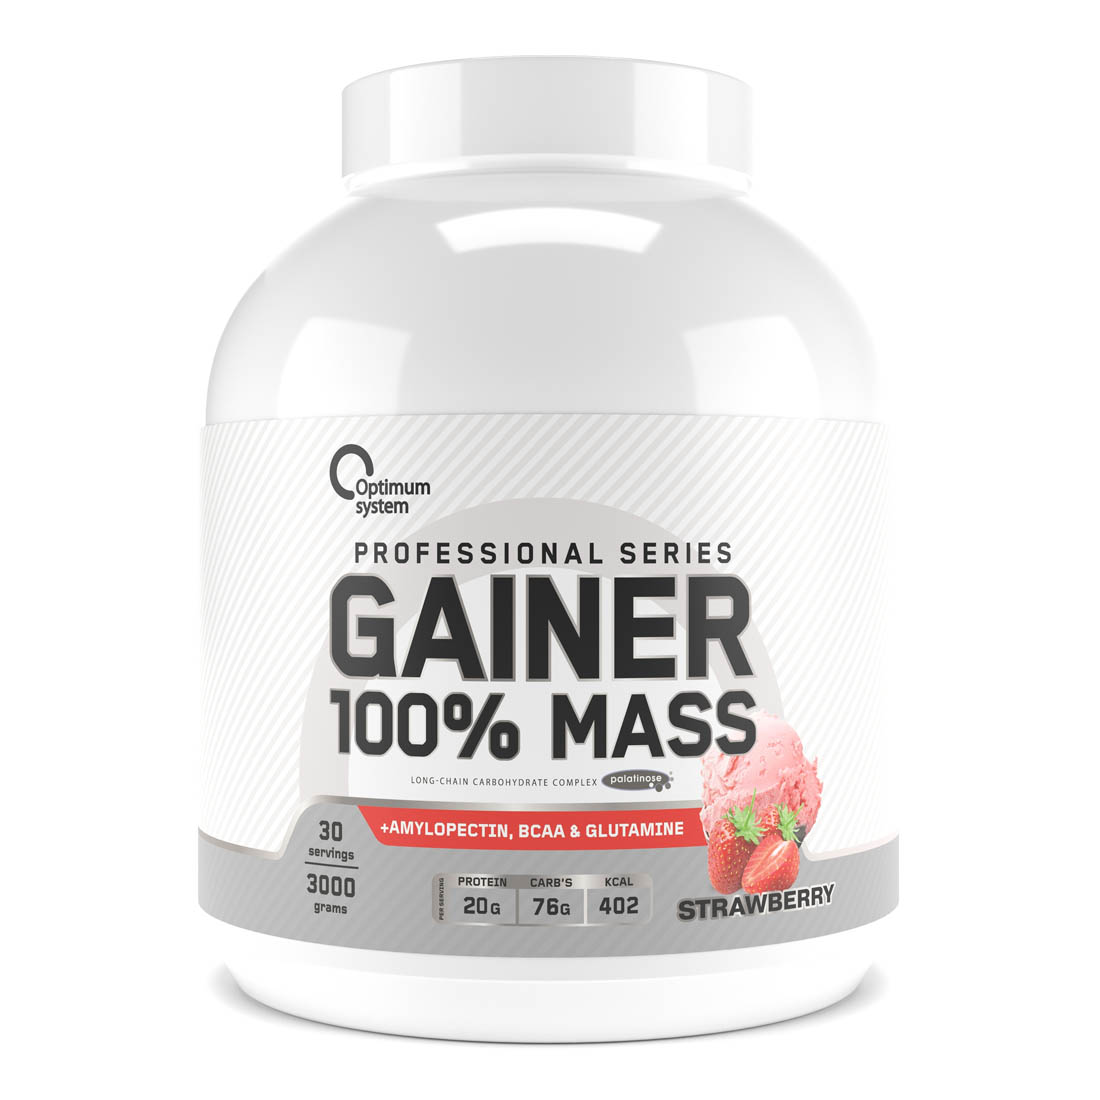 Optimum
system
PROFESSIONAL SERIES
GAINER
100% MASS
LONG-CHAIN CARBOHYDRATE COMPLEX palatinose
+AMYLOPECTIN, BCAA & GLUTAMINE
30
servings
3000
grams
PER SERVING
PROTEIN CARB'S KCAL
20G 76G 402
STRAWBERRY